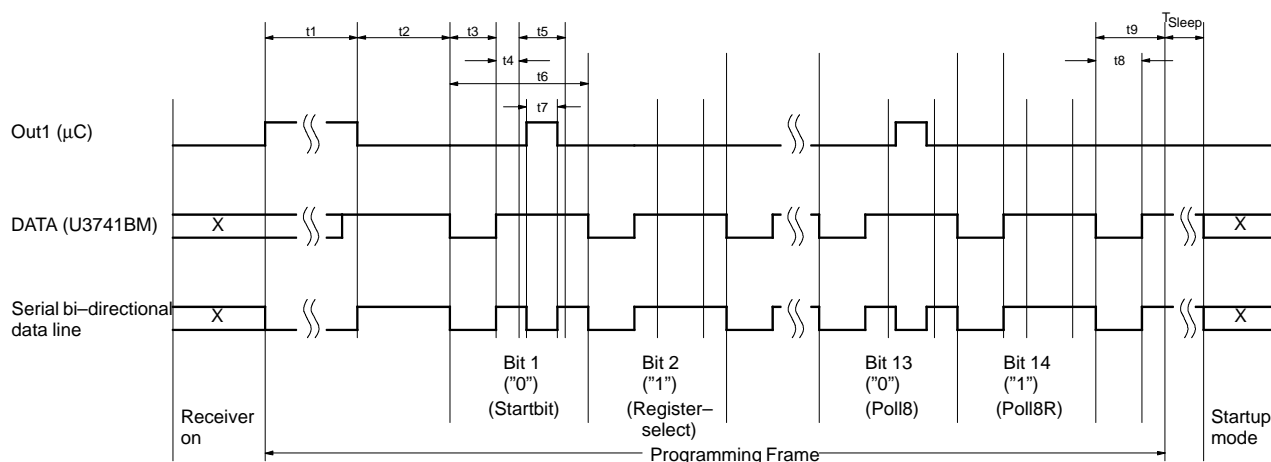 t1 t2 t3 t5 t9 TSleep
t4 t8
t6
t7
Out1 (μC)
DATA (U3741BM) X X
Serial bi–directional
data line X X
Bit 1 Bit 2 Bit 13 Bit 14
("0") ("1") ("0") ("1")
(Startbit) (Register–
select) (Poll8) (Poll8R)
Receiver
on
Startup
mode
Programming Frame